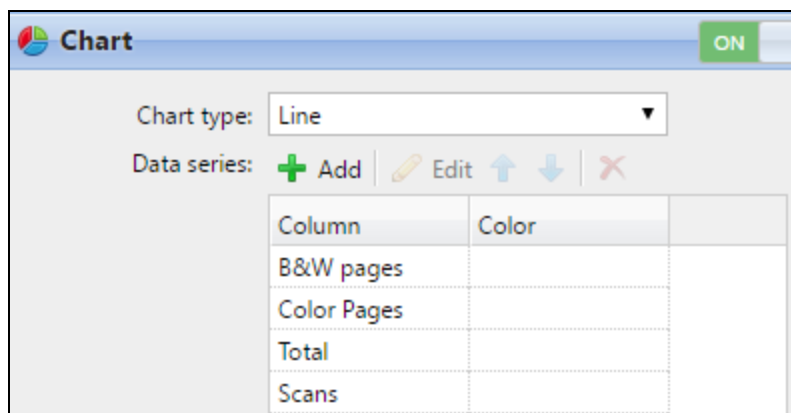 Chart ON
Chart type: Line
Data series: Add Edit
Column Color
B&W pages
Color Pages
Total
Scans